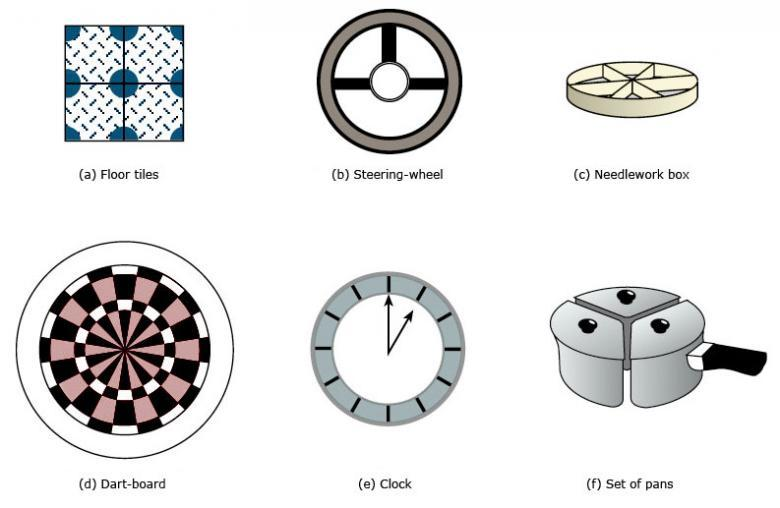 (a) Floor tiles
(b) Steering-wheel
(c) Needlework box
(d) Dart-board
(e) Clock
(f) Set of pans